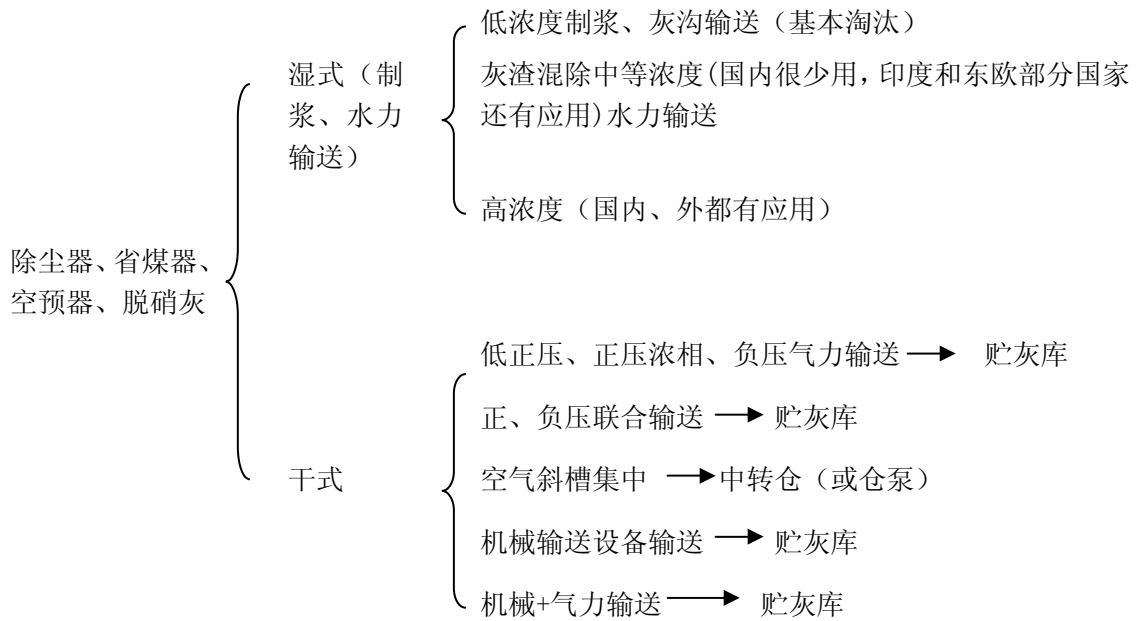 低浓度制浆、灰沟输送（基本淘汰）
湿式（制
浆、水力
输送）
灰渣混除中等浓度(国内很少用,印度和东欧部分国家
还有应用)水力输送
高浓度（国内、外都有应用）
除尘器、省煤器、
空预器、脱硝灰
低正压、正压浓相、负压气力输送 → 贮灰库
正、负压联合输送 → 贮灰库
干式
空气斜槽集中 → 中转仓（或仓泵）
机械输送设备输送 → 贮灰库
机械+气力输送 → 贮灰库